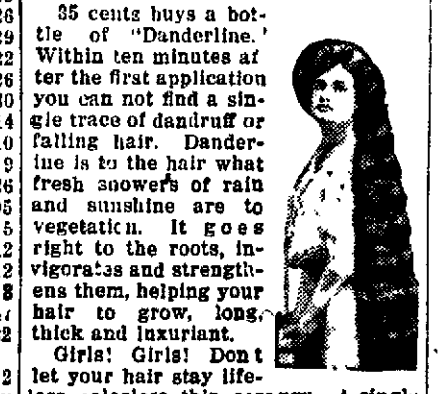 35 cents buys a bot-
tle of "Danderline.'
Within ten minutes af
ter the first application
you can not find a sin-
gle trace of dandruff or
falling hair. Dander-
ine is to the hair what
fresh showers of rain
and sunshine are to
vegetation. It goes
right to the roots, in-
vigorates and strength-
ens them, helping your
hair to grow, long,
thick and luxuriant.
Girls! Girls! Don't
let your hair stay life-